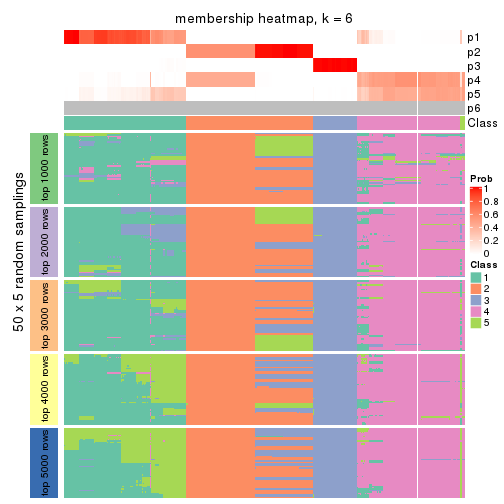 membership heatmap, k = 6
p1
p2
p3
p4
p5
p6
Class
50 x 5 random samplings
top 1000 rows
top 2000 rows
top 3000 rows
top 4000 rows
top 5000 rows
Prob
1
0.8
0.6
0.4
0.2
0
Class
1
2
3
4
5